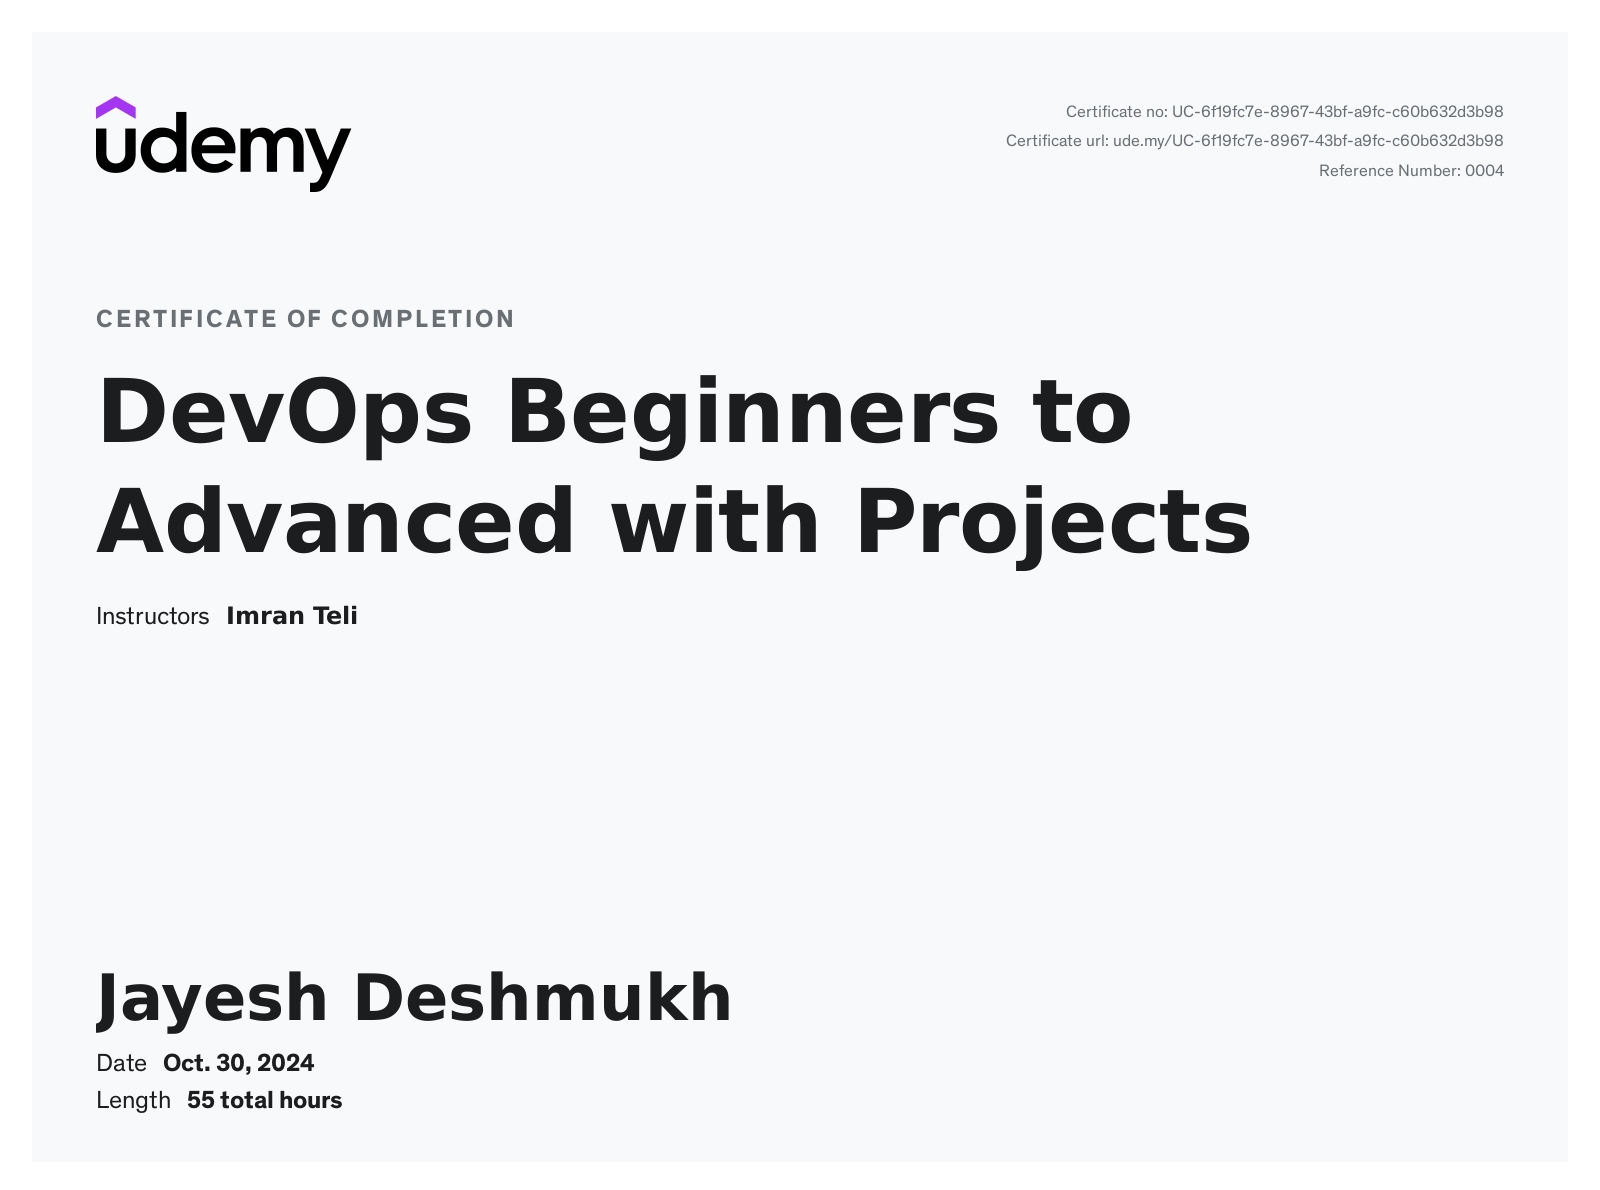 udemy
Certificate no: UC-6f19fc7e-8967-43bf-a9fc-c60b632d3b98
Certificate url: ude.my/UC-6f19fc7e-8967-43bf-a9fc-c60b632d3b98
Reference Number: 0004
CERTIFICATE OF COMPLETION
DevOps Beginners to
Advanced with Projects
Instructors Imran Teli
Jayesh Deshmukh
Date Oct. 30, 2024
Length 55 total hours